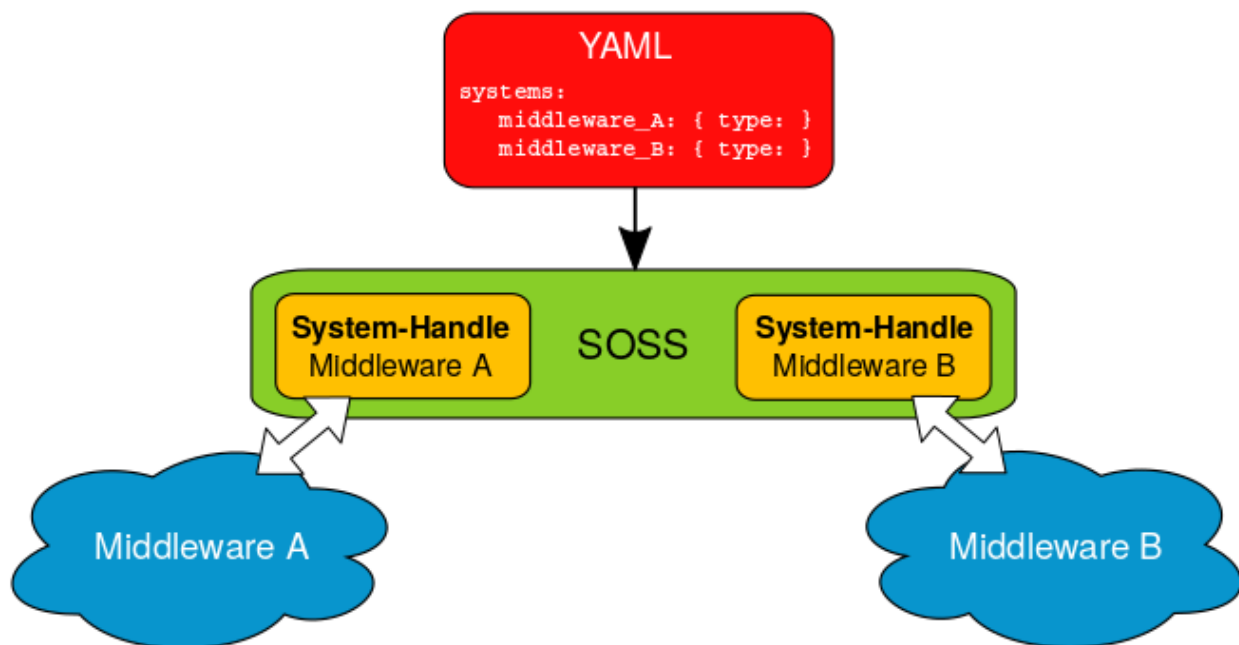 YAML
systems:
   middleware_A: { type: }
   middleware_B: { type: }
System-Handle
Middleware A
SOSS
System-Handle
Middleware B
Middleware A
Middleware B